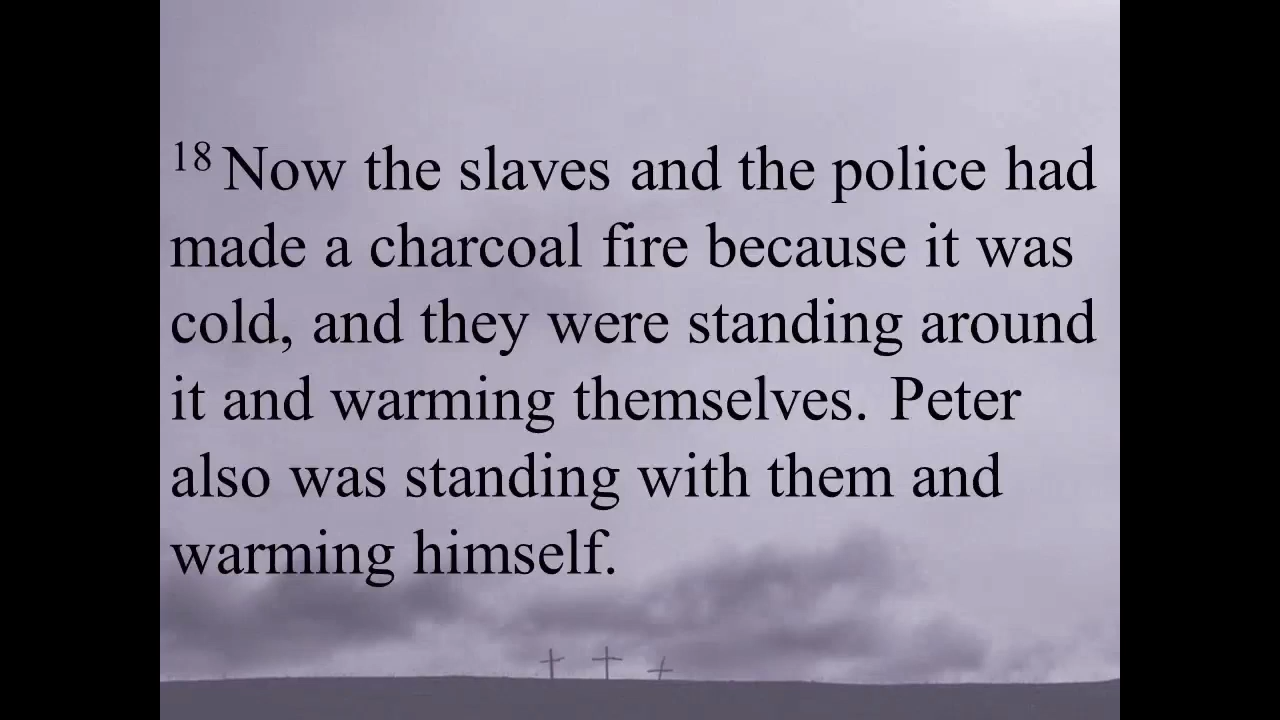 18 Now the slaves and the police had
made a charcoal fire because it was
cold, and they were standing around
it and warming themselves. Peter
also was standing with them and
warming himself.